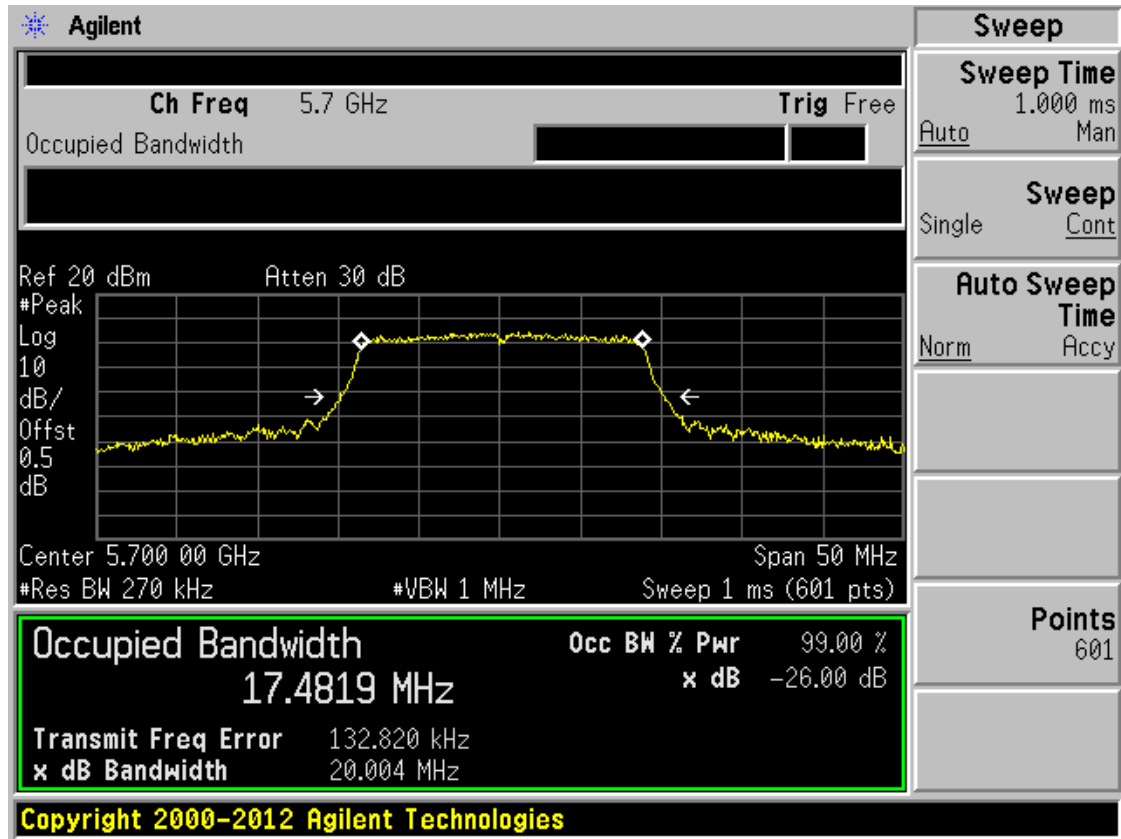 Agilent
Ch Freq 5.7 GHz Trig Free
Occupied Bandwidth
Ref 20 dBm Atten 30 dB
#Peak
Log
10
dB/
Offst
0.5
dB
Center 5.700 00 GHz Span 50 MHz
#Res BW 270 kHz #VBW 1 MHz Sweep 1 ms (601 pts)
Occupied Bandwidth
17.4819 MHz
Occ BW % Pwr 99.00 %
x dB -26.00 dB
Transmit Freq Error 132.820 kHz
x dB Bandwidth 20.004 MHz
Copyright 2000-2012 Agilent Technologies
Sweep
Sweep Time
1.000 ms
Auto Man
Sweep
Single Cont
Auto Sweep
Time
Norm Accy
Points
601